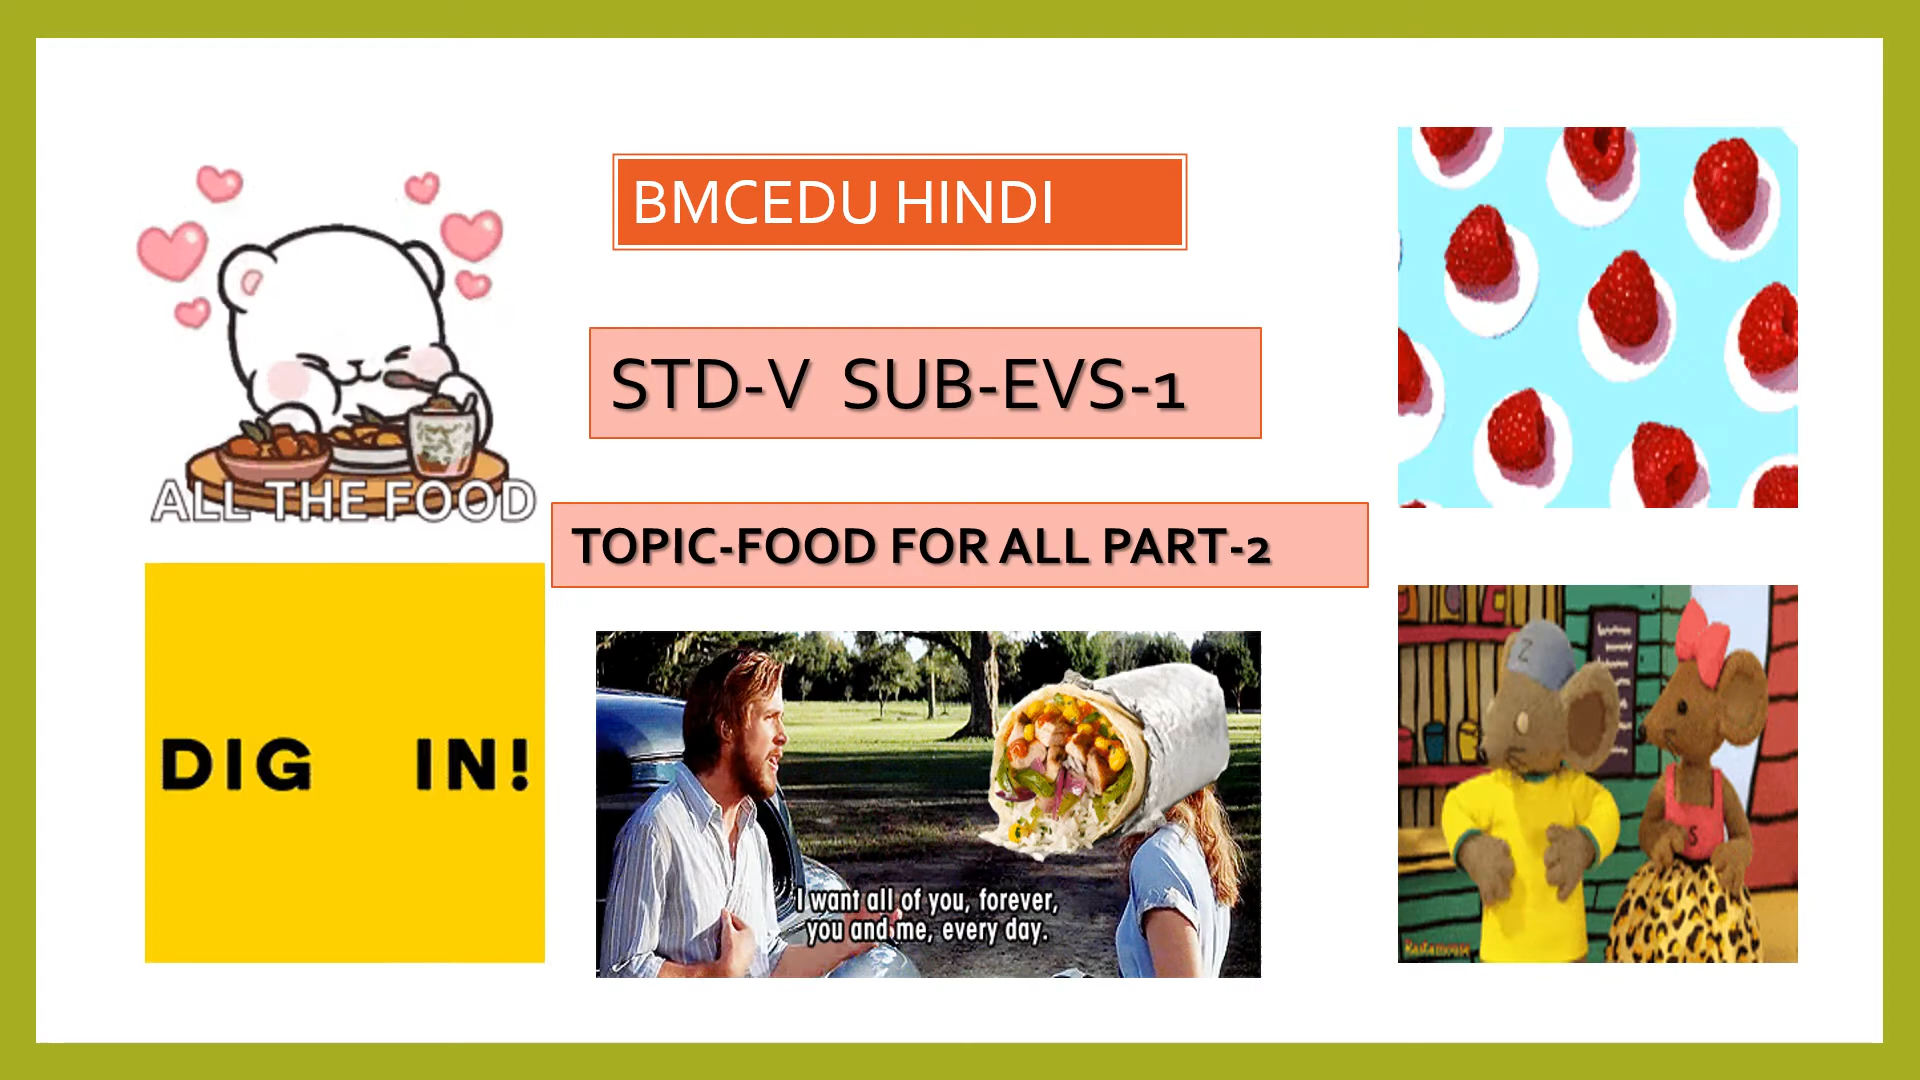 BMCEDU HINDI
STD-V SUB-EVS-1
TOPIC-FOOD FOR ALL PART-2
ALL THE FOOD
DIG IN!
I want all of you, forever,
you and me, every day.
Z
S
Rastamouse